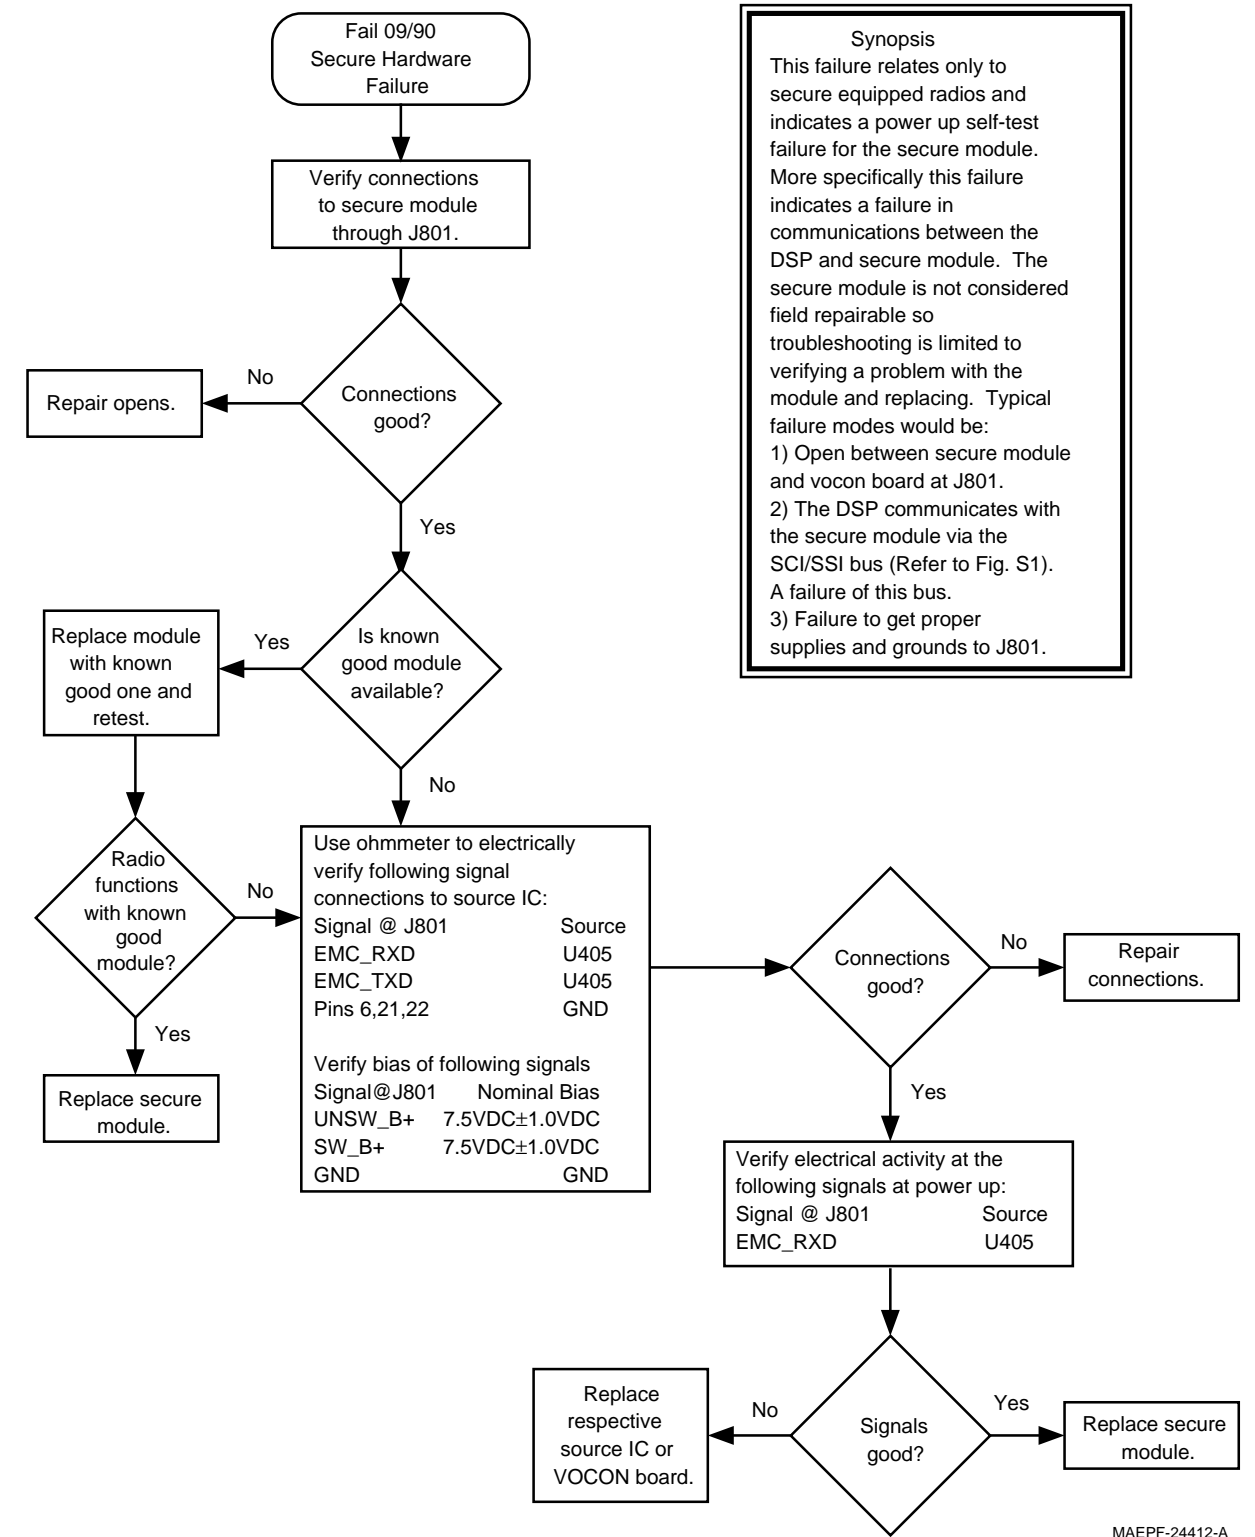 Fail 09/90
Secure Hardware
Failure
Verify connections
to secure module
through J801.
Connections
good?
No
Repair opens.
Yes
Is known
good module
available?
Yes
Replace module
with known
good one and
retest.
No
Radio
functions
with known
good
module?
No
Yes
Replace secure
module.
Use ohmmeter to electrically
verify following signal
connections to source IC:
Signal @ J801 Source
EMC_RXD U405
EMC_TXD U405
Pins 6,21,22 GND
Verify bias of following signals
Signal@J801 Nominal Bias
UNSW_B+ 7.5VDC±1.0VDC
SW_B+ 7.5VDC±1.0VDC
GND GND
Connections
good?
No
Repair
connections.
Yes
Verify electrical activity at the
following signals at power up:
Signal @ J801 Source
EMC_RXD U405
Signals
good?
No
Replace
respective
source IC or
VOCON board.
Yes
Replace secure
module.
Synopsis
This failure relates only to
secure equipped radios and
indicates a power up self-test
failure for the secure module.
More specifically this failure
indicates a failure in
communications between the
DSP and secure module. The
secure module is not considered
field repairable so
troubleshooting is limited to
verifying a problem with the
module and replacing. Typical
failure modes would be:
1) Open between secure module
and vocon board at J801.
2) The DSP communicates with
the secure module via the
SCI/SSI bus (Refer to Fig. S1).
A failure of this bus.
3) Failure to get proper
supplies and grounds to J801.
MAEPF-24412-A